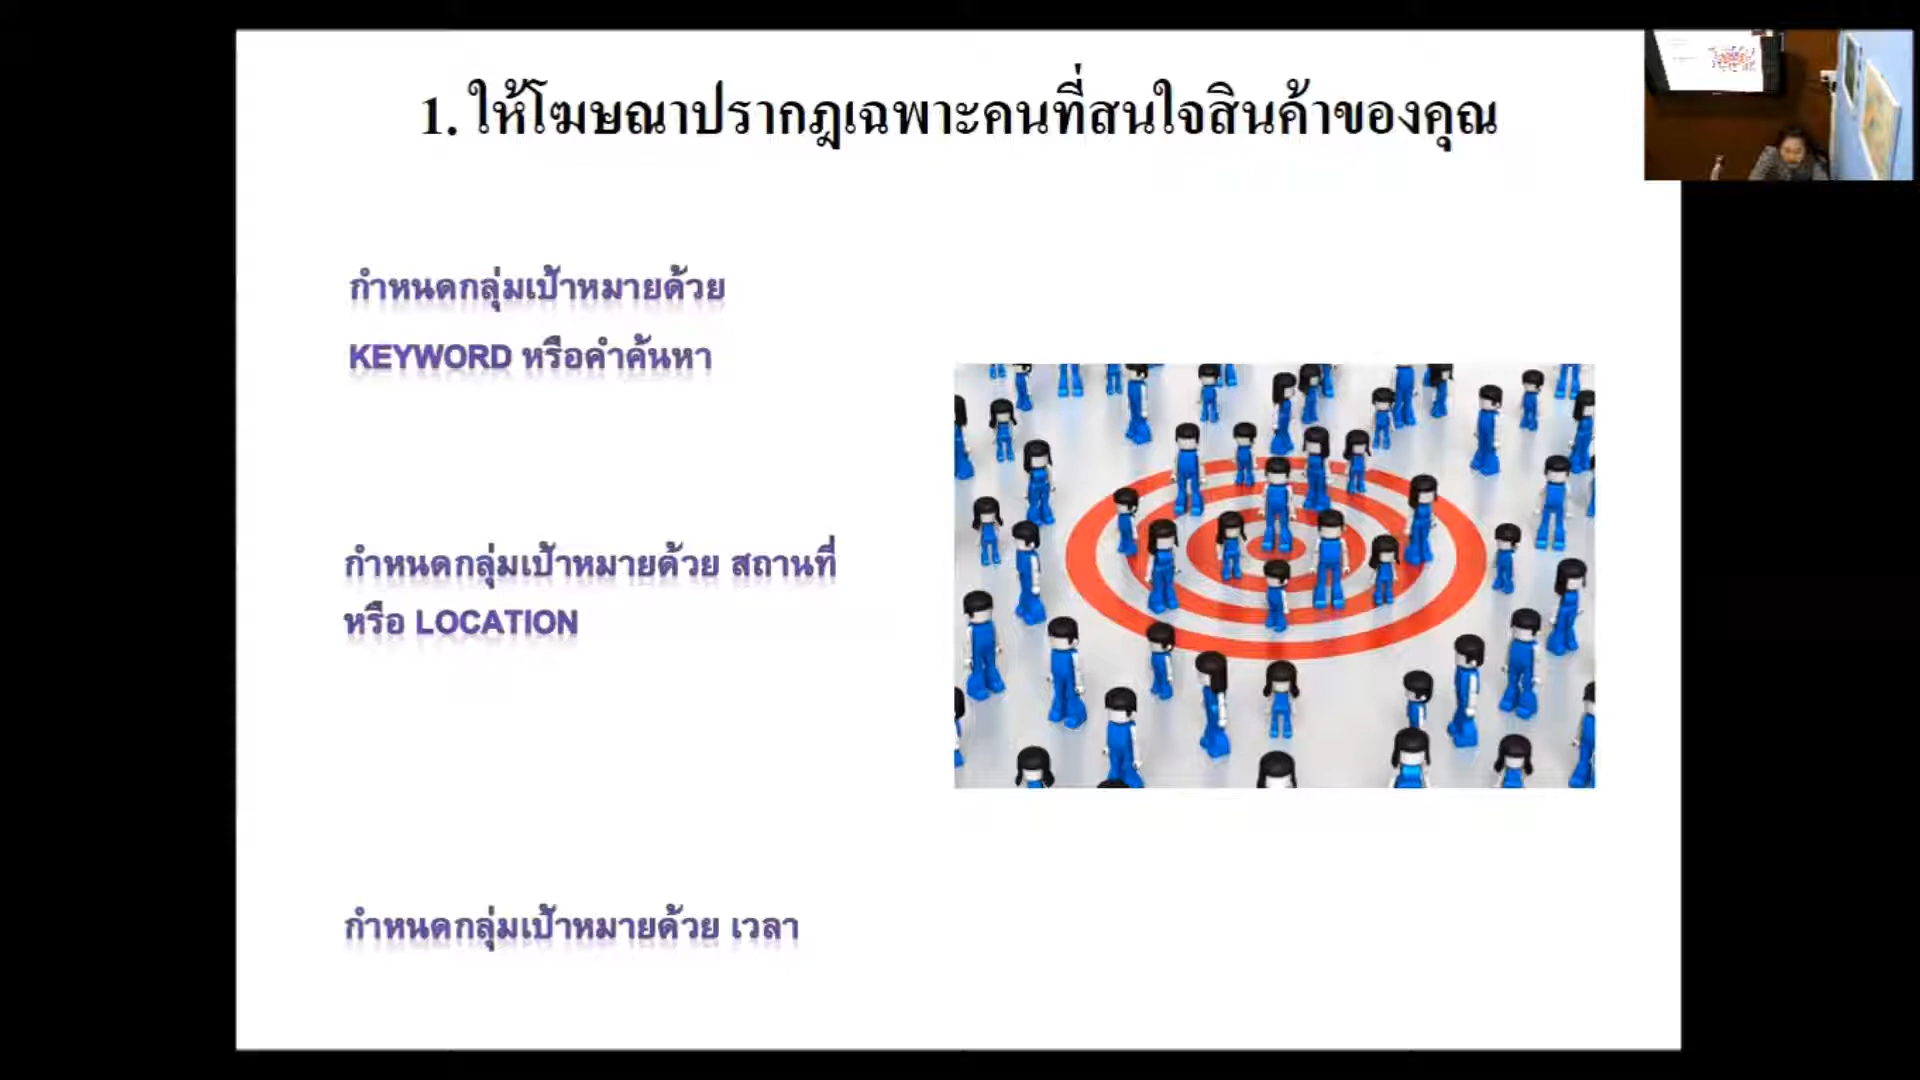 1. ให้โฆษณาปรากฎเฉพาะคนที่สนใจสินค้าของคุณ
กำหนดกลุ่มเป้าหมายด้วย
KEYWORD หรือคำค้นหา
กำหนดกลุ่มเป้าหมายด้วย สถานที่
หรือ LOCATION
กำหนดกลุ่มเป้าหมายด้วย เวลา